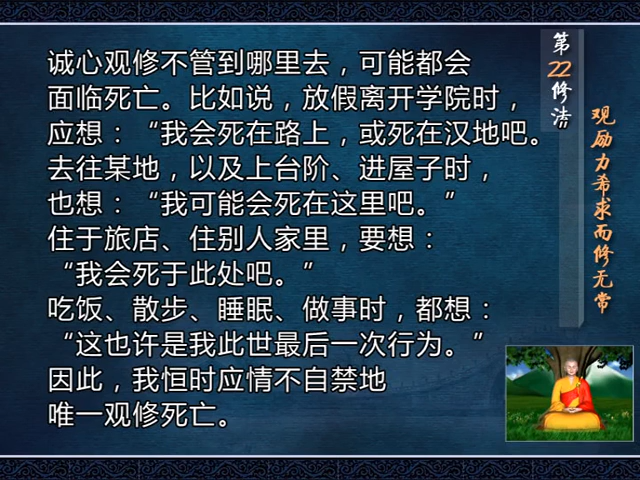 诚心观修不管到哪里去，可能都会
面临死亡。比如说，放假离开学院时，
应想：“我会死在路上，或死在汉地吧。
去往某地，以及上台阶、进屋子时，
也想：“我可能会死在这里吧。”
住于旅店、住别人家里，要想：
“我会死于此处吧。”
吃饭、散步、睡眠、做事时，都想：
“这也许是我此世最后一次行为。”
因此，我恒时应情不自禁地
唯一观修死亡。
第22修法
观励力希求而修无常